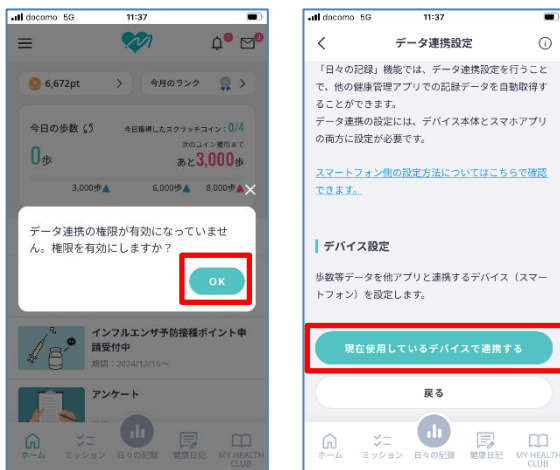 docomo 5G 11:37
6,672pt
今月のランク
今日の歩数
今日獲得したスクラッチコイン:0/4
次のコイン獲得まで
0歩
あと3,000歩
3,000歩 6,000歩 8,000歩
データ連携の権限が有効になっていませ
ん。権限を有効にしますか？
OK
インフルエンザ予防接種ポイント申
請受付中
期間：2024/12/16～
アンケート
ホーム ミッション 日々の記録 健康日記 MY HEALTH
CLUB
docomo 5G 11:37
データ連携設定
「日々の記録」機能では、データ連携設定を行うこと
で、他の健康管理アプリでの記録データを自動取得す
ることができます。
データ連携の設定には、デバイス本体とスマホアプリ
の両方に設定が必要です。
スマートフォン側の設定方法についてはこちらで確認
できます。
デバイス設定
歩数等データを他アプリと連携するデバイス（スマー
トフォン）を設定します。
現在使用しているデバイスで連携する
戻る
ホーム ミッション 日々の記録 健康日記 MY HEALTH
CLUB